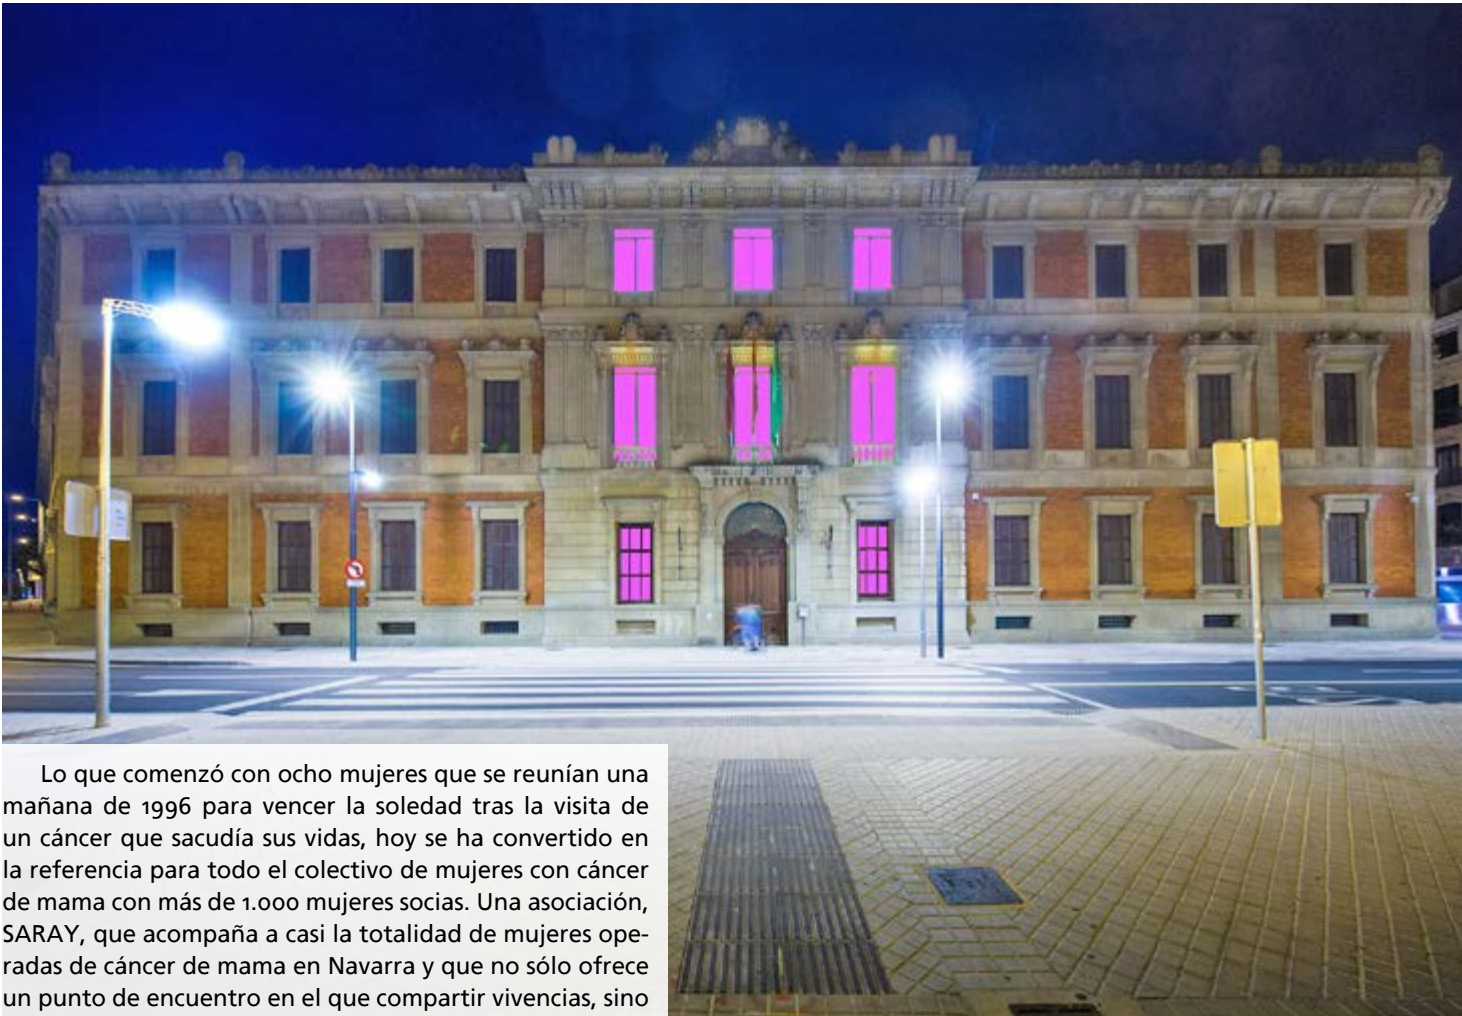 Lo que comenzó con ocho mujeres que se reunían una
mañana de 1996 para vencer la soledad tras la visita de
un cáncer que sacudía sus vidas, hoy se ha convertido en
la referencia para todo el colectivo de mujeres con cáncer
de mama con más de 1.000 mujeres socias. Una asociación,
SARAY, que acompaña a casi la totalidad de mujeres ope-
radas de cáncer de mama en Navarra y que no sólo ofrece
un punto de encuentro en el que compartir vivencias, sino